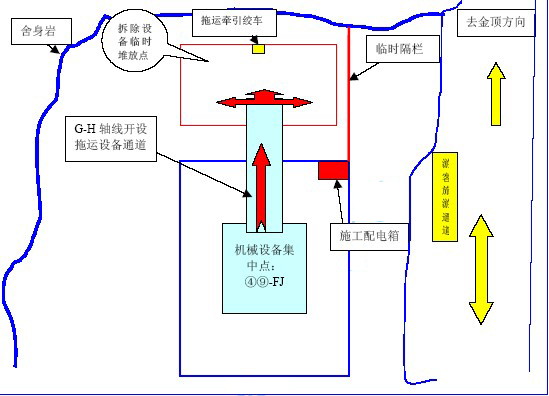 舍身岩
拆除设
备临时
堆放点
拖运牵引绞车
去金顶方向
临时隔栏
G-H 轴线开设
拖运设备通道
通
道
施工配电箱
机械设备集
中点：
④⑨-FJ